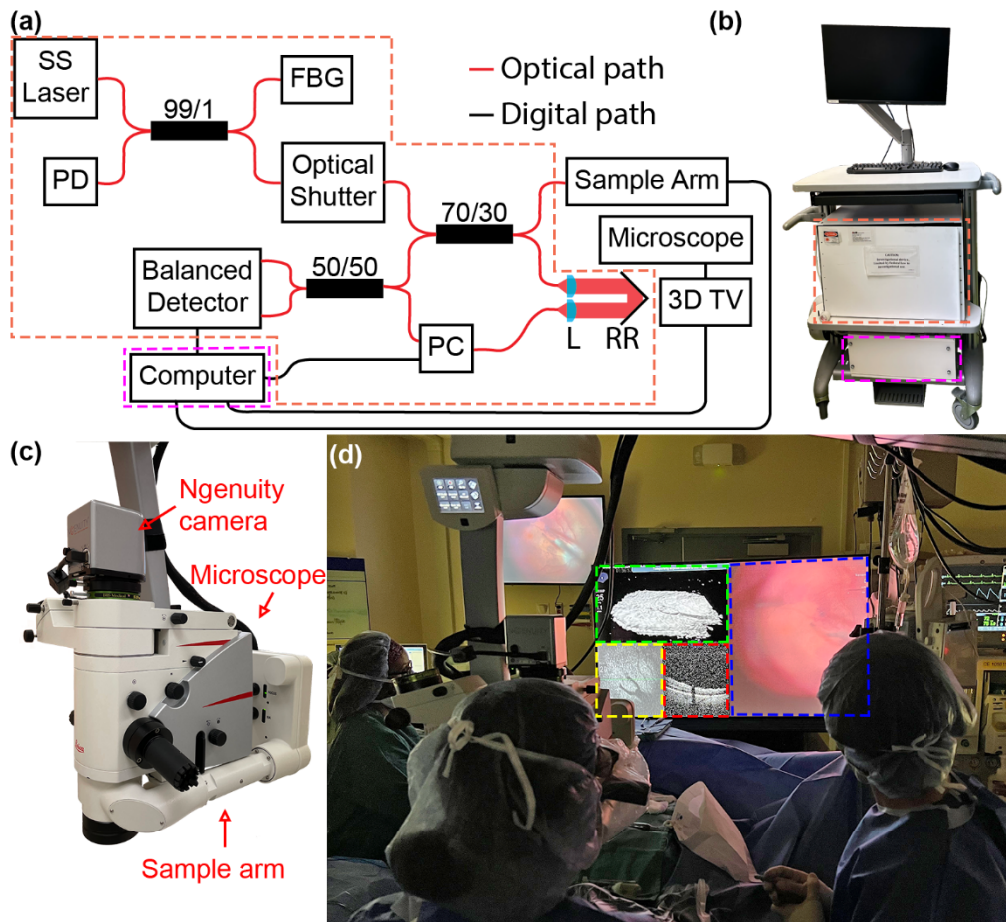 (a)
SS
Laser
FBG
Optical path
Digital path
99/1
PD
Optical
Shutter
Sample Arm
70/30
Microscope
Balanced
Detector
50/50
3D TV
PC
L
RR
Computer
(b)
(c)
Ngenuity
camera
Microscope
Sample arm
(d)